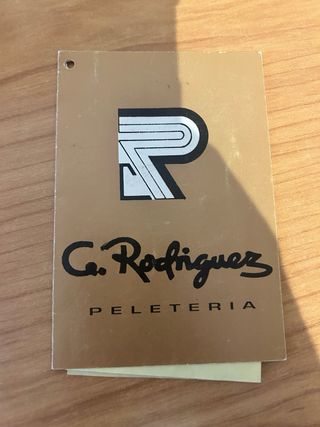 R
G. Rodriguez
PELETERIA